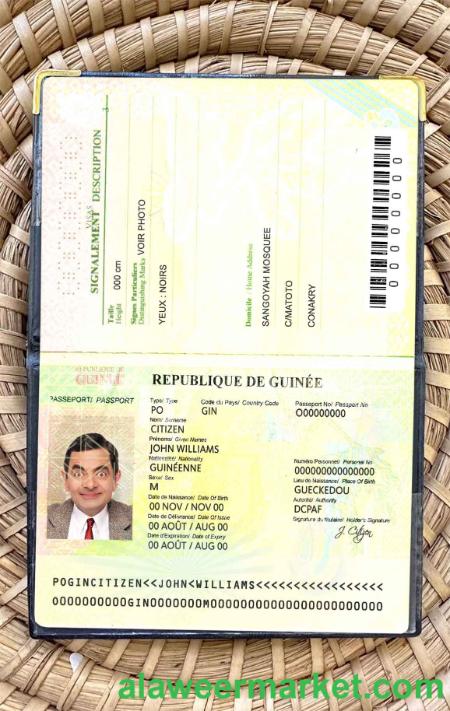 VISAS
SIGNALEMENT DESCRIPTION
3
Taille
Height
000 cm
Signes Particuliers
Distinguishing Marks
VOIR PHOTO
YEUX : NOIRS
Domicile / Home Address
SANGOYAH MOSQUEE
C/MATOTO
CONAKRY
000000000
REPUBLIQUE DE
GUINEE
REPUBLIQUE DE GUINÉE
PASSEPORT/ PASSPORT
Type/ Type
Code du Pays/ Country Code
Passeport No/ Passport No
PO
GIN
O00000000
Nom/ Surname
CITIZEN
Prénoms/ Given Names
JOHN WILLIAMS
Nationalité/ Nationality
Numéro Personnel/ Personal No
GUINÉENNE
000000000000000
Sexe/ Sex
Lieu de Naissance/ Place Of Birth
M
GUECKEDOU
Date de Naissance/ Date Of Birth
Autorité/ Authority
00 NOV / NOV 00
DCPAF
Date de Délivrance/ Date Of Issue
Signature du titulaire/ Holder's Signature
00 AOÛT / AUG 00
J. Citizen
Date d'Expiration/ Date of Expiry
00 AOÛT / AUG 00
POGINCITIZEN<<JOHN<WILLIAMS<<<<<<<<<<<<<<<<<
OOOOOOOOOOGINOOOOOOOMOOOOOOOOOOOOOOOOOOOOOOO
alaweermarket.com